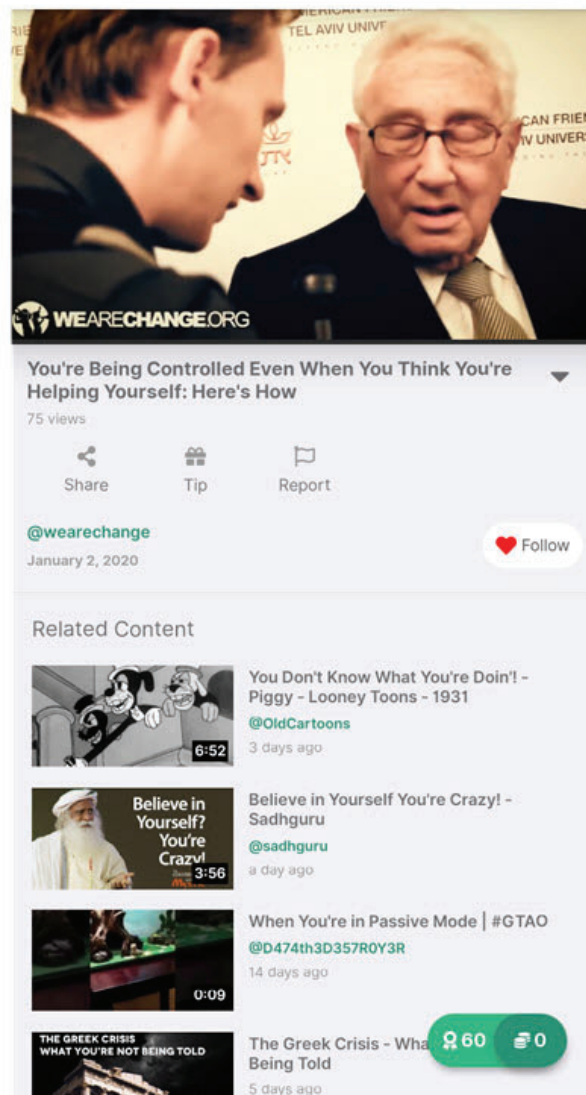 TEL AVIV UNIVE
CAN FRIE
IV UNIVER
WEARECHANGE.ORG
You're Being Controlled Even When You Think You're
Helping Yourself: Here's How
75 views
Share
Tip
Report
@wearechange
Follow
January 2, 2020
Related Content
You Don't Know What You're Doin'! -
Piggy - Looney Toons - 1931
@OldCartoons
6:52
3 days ago
Believe in
Yourself?
You're
Crazy!
3:56
Believe in Yourself You're Crazy! -
Sadhguru
@sadhguru
a day ago
When You're in Passive Mode | #GTAO
@D474th3D357R0Y3R
14 days ago
0:09
THE GREEK CRISIS
WHAT YOU'RE NOT BEING TOLD
The Greek Crisis - Wha
Being Told
5 days ago
60
0